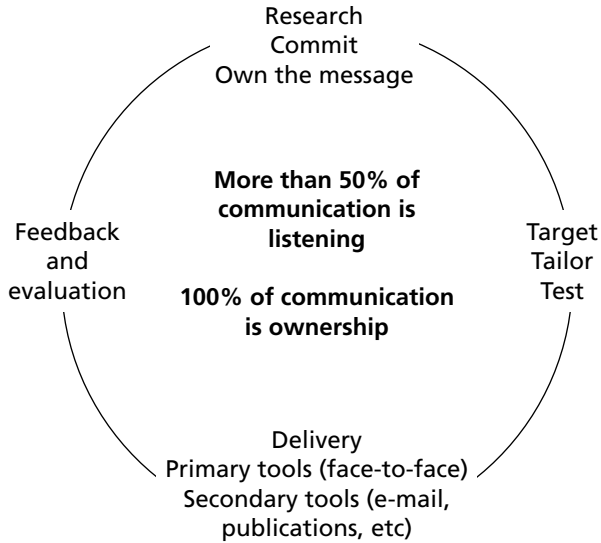 Research
Commit
Own the message
More than 50% of
communication is
listening
100% of communication
is ownership
Feedback
and
evaluation
Target
Tailor
Test
Delivery
Primary tools (face-to-face)
Secondary tools (e-mail,
publications, etc)